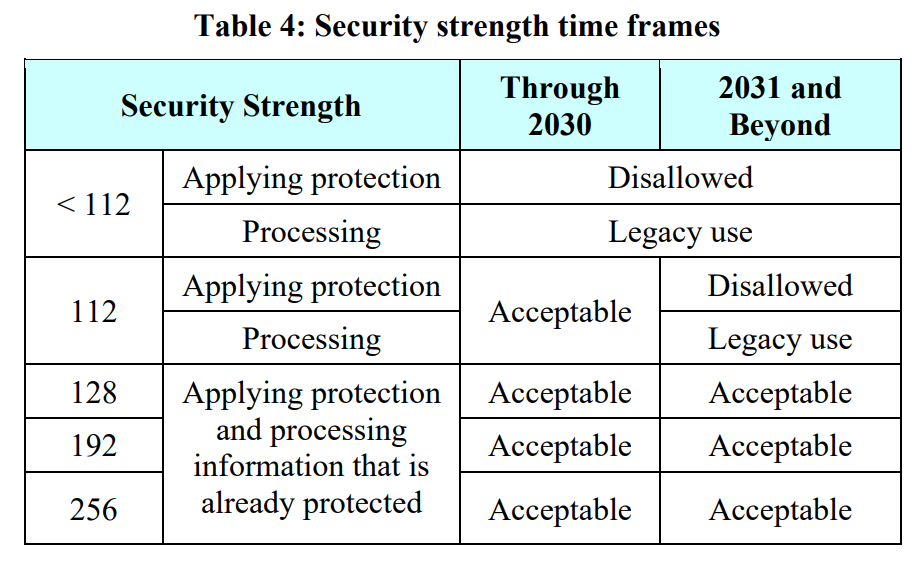 Table 4: Security strength time frames
Security Strength
Through
2030
2031 and
Beyond
< 112
Applying protection
Disallowed
Processing
Legacy use
112
Applying protection
Acceptable
Disallowed
Processing
Legacy use
128
Applying protection
and processing
information that is
already protected
Acceptable
Acceptable
192
Acceptable
Acceptable
256
Acceptable
Acceptable